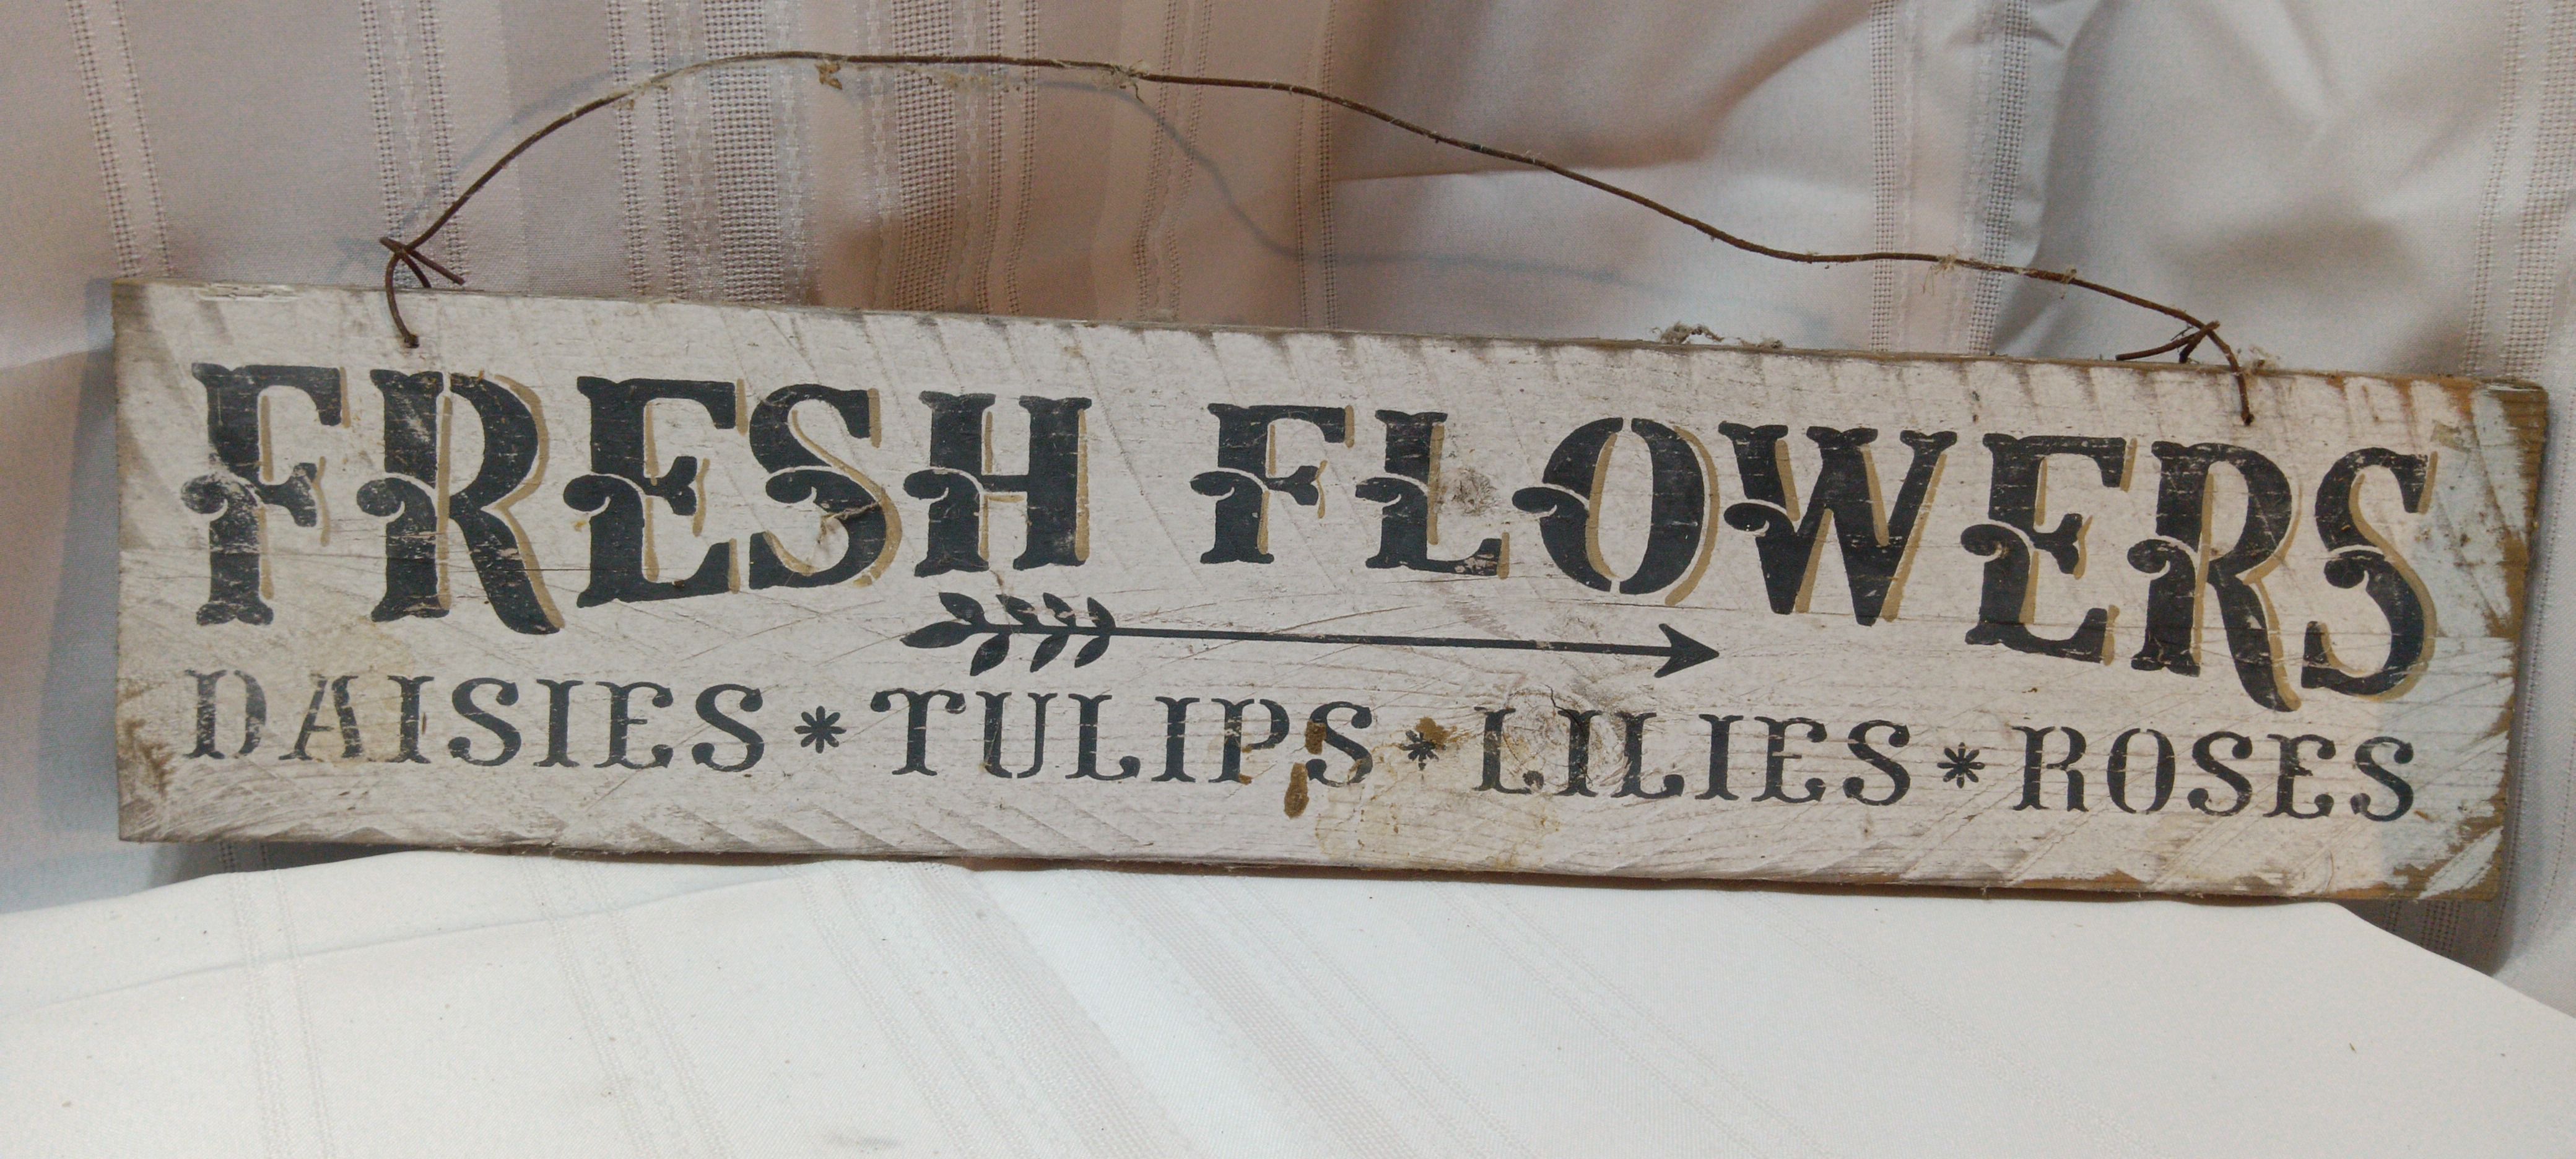 FRESH FLOWERS
DAISIES * TULIPS * LILIES * ROSES